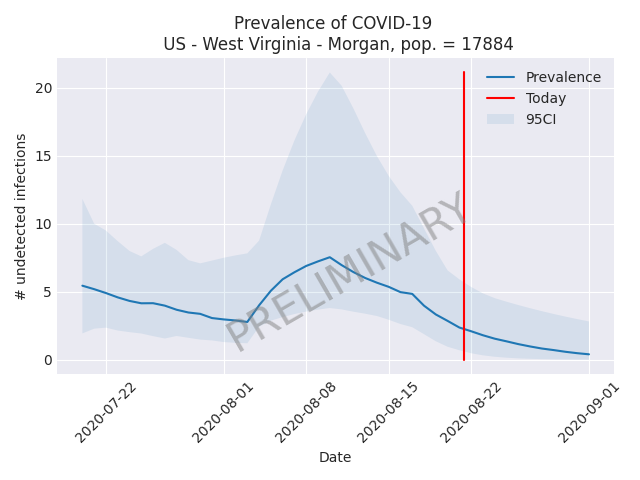 Prevalence of COVID-19
US - West Virginia - Morgan, pop. = 17884
# undetected infections
20
15
10
5
0
Prevalence
Today
95CI
PRELIMINARY
2020-07-22
2020-08-01
2020-08-08
2020-08-15
2020-08-22
2020-09-01
Date